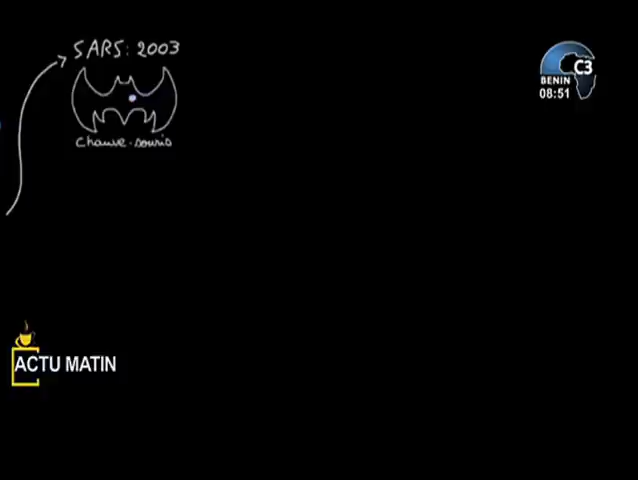 SARS: 2003
chauve-souris
C3
BENIN
08:51
ACTU MATIN